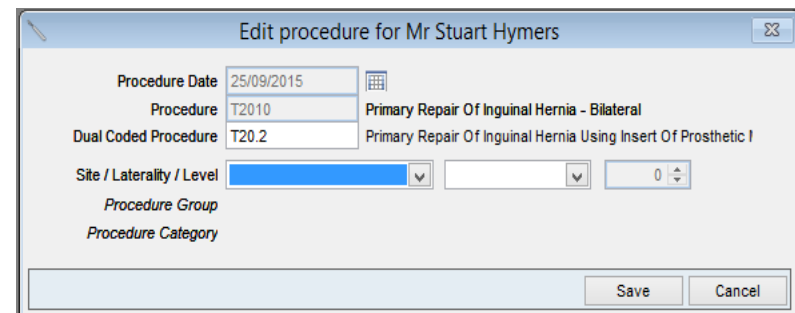 Edit procedure for Mr Stuart Hymers
Procedure Date 25/09/2015
Procedure T2010 Primary Repair Of Inguinal Hernia - Bilateral
Dual Coded Procedure T20.2 Primary Repair Of Inguinal Hernia Using Insert Of Prosthetic
Site / Laterality / Level 0
Procedure Group
Procedure Category
Save Cancel